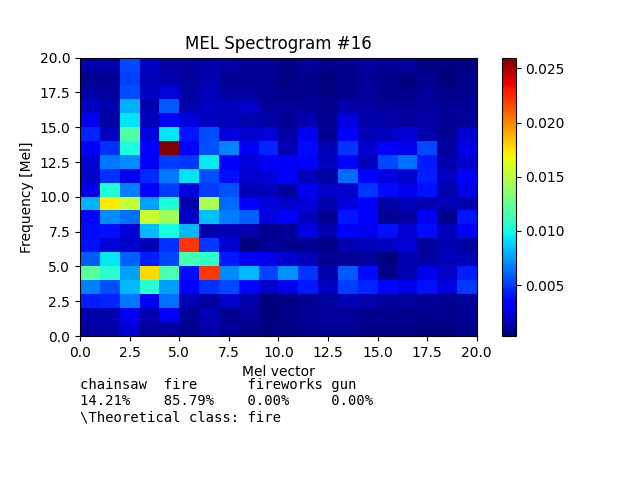 MEL Spectrogram #16
Frequency [Mel]
20.0
17.5
15.0
12.5
10.0
7.5
5.0
2.5
0.0
0.0 2.5 5.0 7.5 10.0 12.5 15.0 17.5 20.0
Mel vector
0.025
0.020
0.015
0.010
0.005
chainsaw fire fireworks gun
14.21% 85.79% 0.00% 0.00%
\Theoretical class: fire